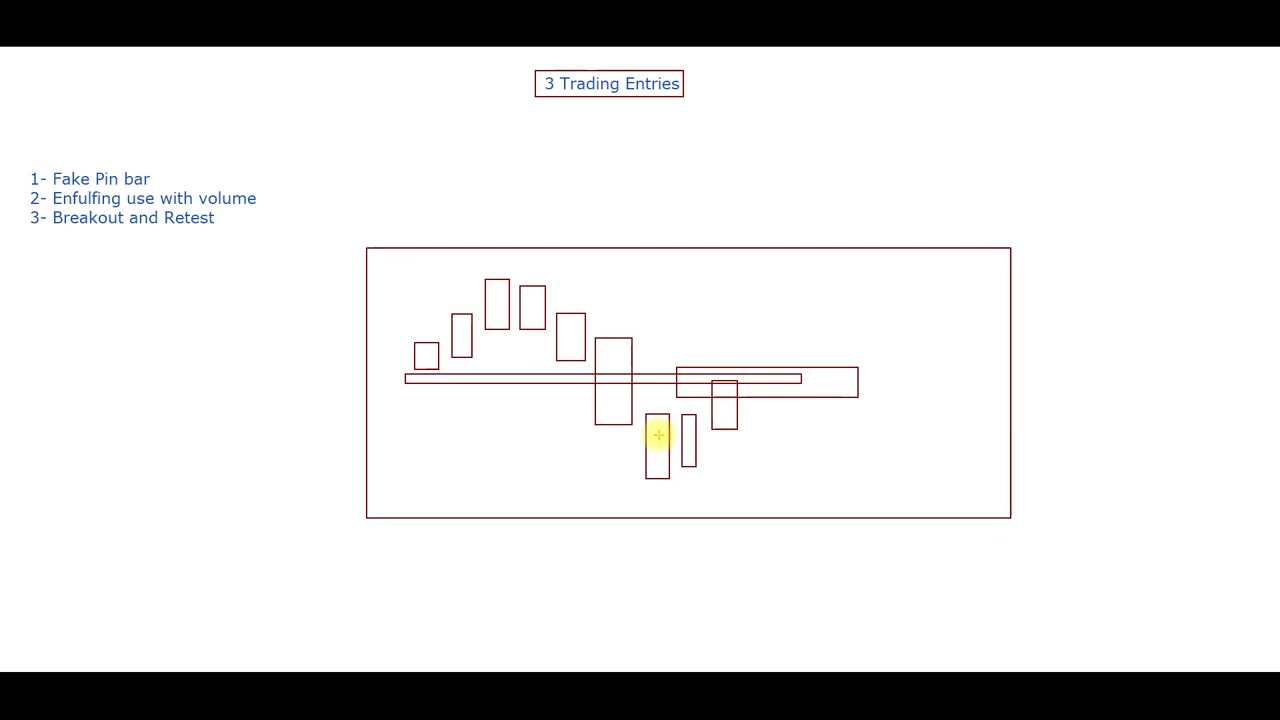 3 Trading Entries
1- Fake Pin bar
2- Enfulfing use with volume
3- Breakout and Retest